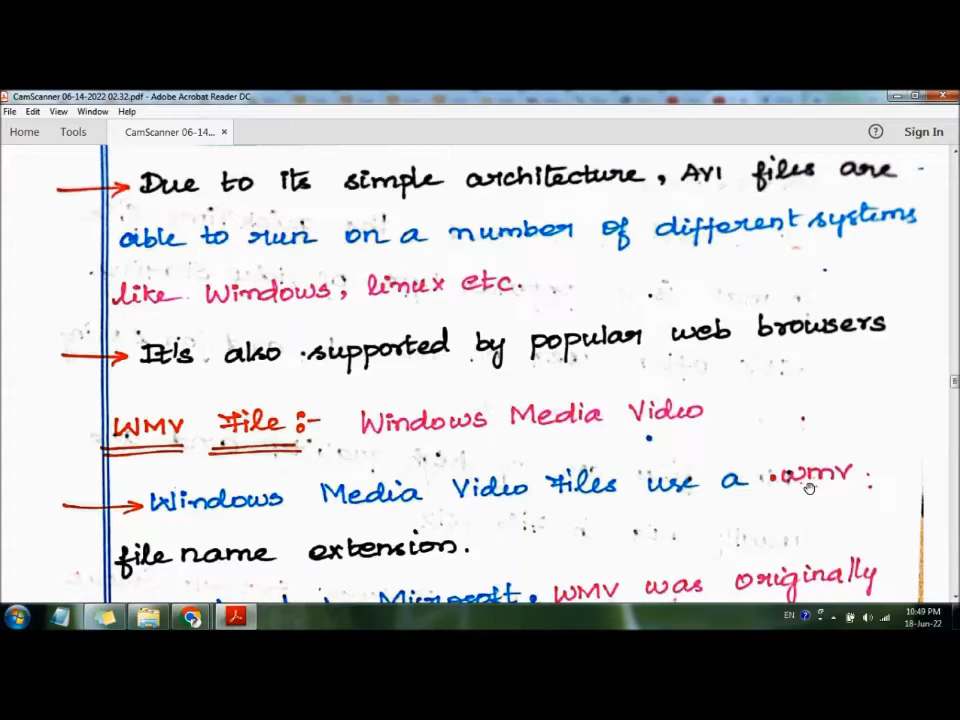 CamScanner 06-14-2022 02.32.pdf - Adobe Acrobat Reader DC
File Edit View Window Help
Home Tools CamScanner 06-14... × Sign In
Due to its simple architecture, AVI files are
able to run on a number of different systems
like Windows, linux etc.
It's also supported by popular web browsers
WMV File:- Windows Media Video
Windows Media Video Files use a .wmv
file name extension.
Microsoft, WMV was originally
EN 10:49 PM
18-Jun-22